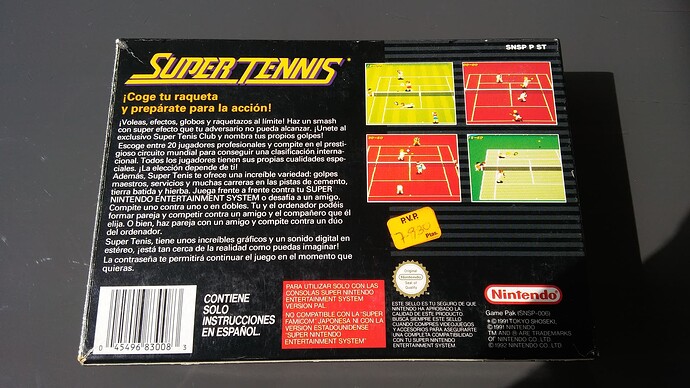 SNSP P ST
SUPER TENNIS
¡Coge tu raqueta
y prepárate para la acción!
¡Voleas, efectos, globos y raquetazos al límite! Haz un smash
con super efecto que tu adversario no pueda alcanzar. ¡Unete al
exclusivo Super Tenis Club y nombra tus propios golpes!
Escoge entre 20 jugadores profesionales y compite en el pres-
tigioso circuito mundial para conseguir una clasificación interna-
cional. Todos los jugadores tienen sus propias cualidades espe-
ciales. ¡La elección depende de ti!
Además, Super Tenis te ofrece una increíble variedad: golpes
maestros, servicios y muchas carreras en las pistas de cemento,
tierra batida y hierba. Juega frente a frente contra tu SUPER
NINTENDO ENTERTAINMENT SYSTEM o desafía a un amigo.
Compite uno contra uno o en dobles. Tu y el ordenador podéis
formar pareja y competir contra un amigo y el compañero que él
elija. O bien, haz pareja con un amigo y compite contra un dúo
del ordenador.
Super Tenis, tiene unos increíbles gráficos y un sonido digital en
estéreo, ¡está tan cerca de la realidad como puedas imaginar!
La contraseña te permitirá continuar el juego en el momento que
quieras.
P.V.P.
7.930 Ptas.
0 45496 83008 3
CONTIENE
SOLO
INSTRUCCIONES
EN ESPAÑOL.
PARA UTILIZAR SOLO CON LAS
CONSOLAS SUPER NINTENDO
ENTERTAINMENT SYSTEM
VERSION PAL
NO COMPATIBLE CON LA "SUPER
FAMICOM" JAPONESA NI CON LA
VERSION ESTADOUNIDENSE
"SUPER NINTENDO
ENTERTAINMENT SYSTEM"
Original
Nintendo
Seal of
Quality
ESTE SELLO ES TU SEGURO DE QUE
NINTENDO HA APROBADO LA
CALIDAD DE ESTE PRODUCTO.
BUSCA SIEMPRE ESTE SELLO
CUANDO COMPRES VIDEOJUEGOS
Y ACCESORIOS PARA ASEGURARTE
UNA COMPLETA COMPATIBILIDAD
CON TU SUPER NINTENDO
ENTERTAINMENT SYSTEM.
Nintendo
Game Pak (SNSP-006)
© 1991 TOKYO SHOSEKI.
© 1991 NINTENDO.
TM AND ® ARE TRADEMARKS
OF NINTENDO CO. LTD.
© 1992 NINTENDO CO. LTD.